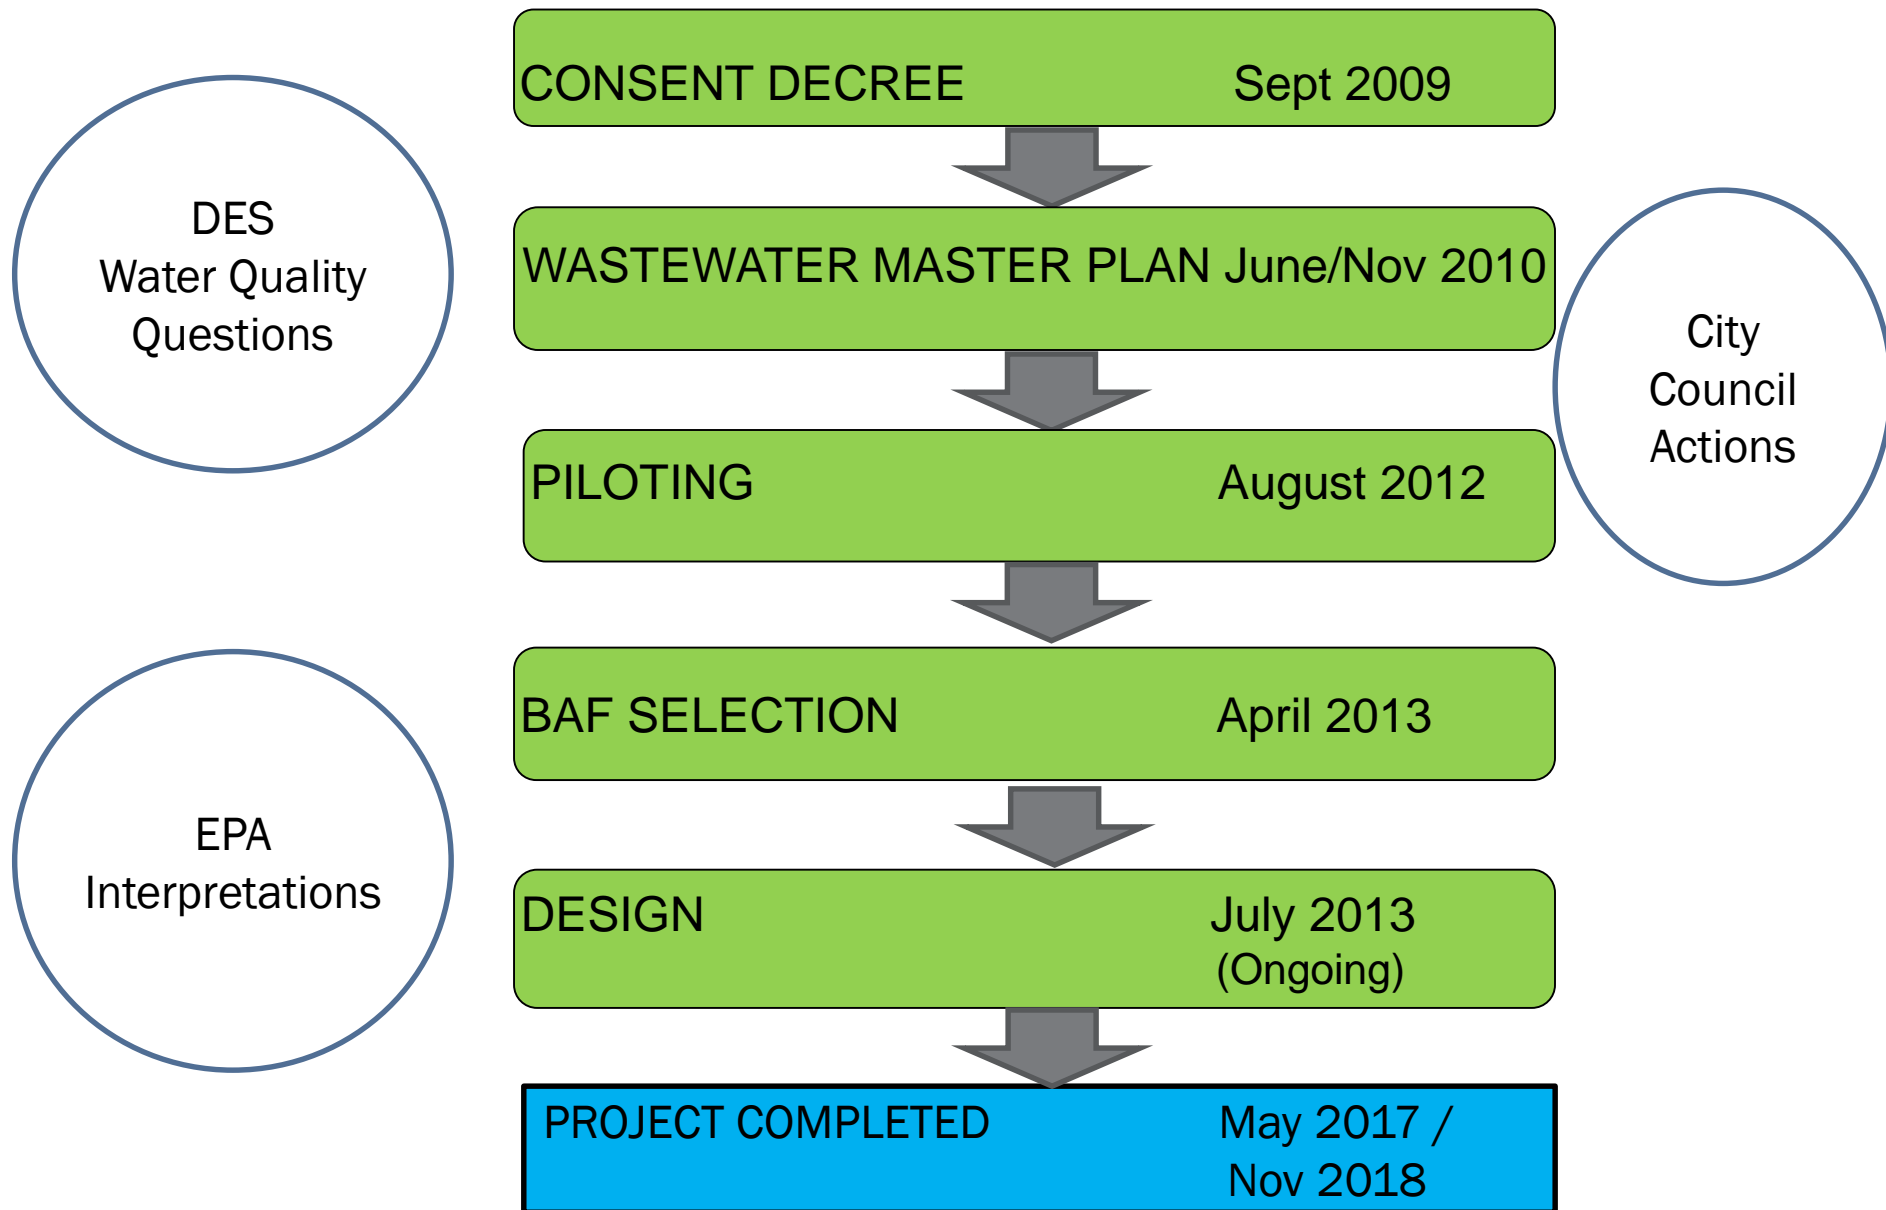 CONSENT DECREE Sept 2009
DES
Water Quality
Questions
WASTEWATER MASTER PLAN June/Nov 2010
City
Council
Actions
PILOTING August 2012
BAF SELECTION April 2013
EPA
Interpretations
DESIGN July 2013
(Ongoing)
PROJECT COMPLETED May 2017 /
Nov 2018